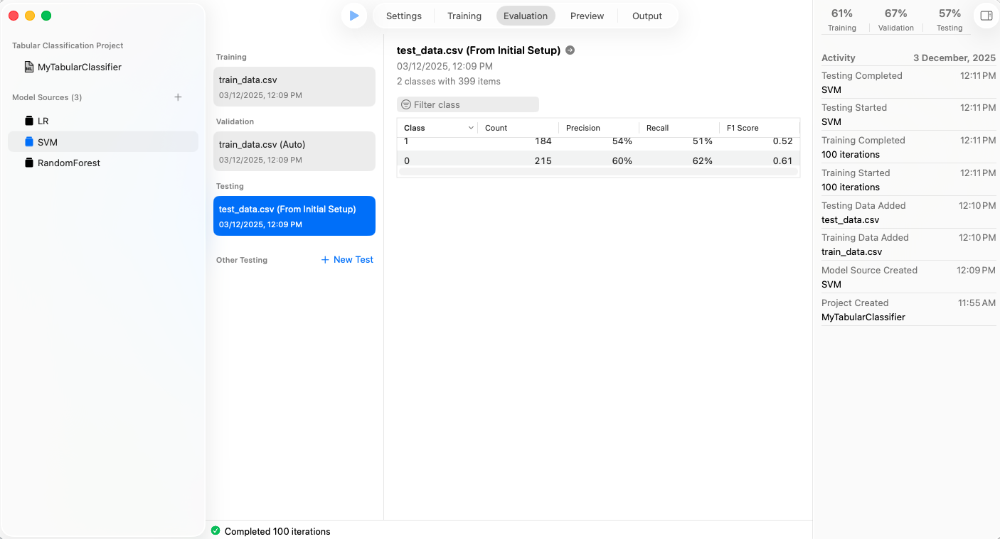 Tabular Classification Project
MyTabularClassifier
Model Sources (3)
LR
SVM
RandomForest
Settings
Training
Evaluation
Preview
Output
Training
train_data.csv
03/12/2025, 12:09 PM
Validation
train_data.csv (Auto)
03/12/2025, 12:09 PM
Testing
test_data.csv (From Initial Setup)
03/12/2025, 12:09 PM
Other Testing
+ New Test
test_data.csv (From Initial Setup)
03/12/2025, 12:09 PM
2 classes with 399 items
Filter class
Class Count Precision Recall F1 Score
1 184 54% 51% 0.52
0 215 60% 62% 0.61
Completed 100 iterations
61% 67% 57%
Training Validation Testing
Activity 3 December, 2025
Testing Completed 12:11 PM
SVM
Testing Started 12:11 PM
SVM
Training Completed 12:11 PM
100 iterations
Training Started 12:11 PM
100 iterations
Testing Data Added 12:10 PM
test_data.csv
Training Data Added 12:10 PM
train_data.csv
Model Source Created 12:09 PM
SVM
Project Created 11:55 AM
MyTabularClassifier